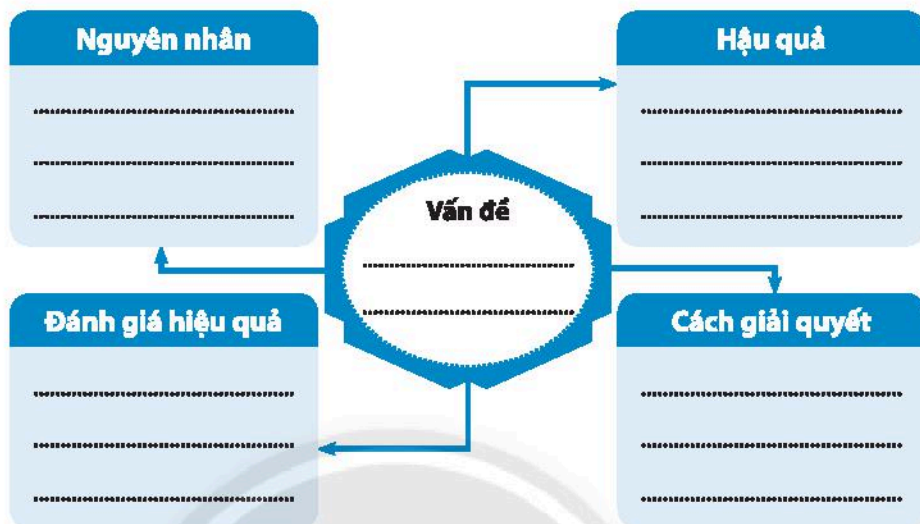 Nguyên nhân
Hậu quả
Vấn đề
Đánh giá hiệu quả
Cách giải quyết